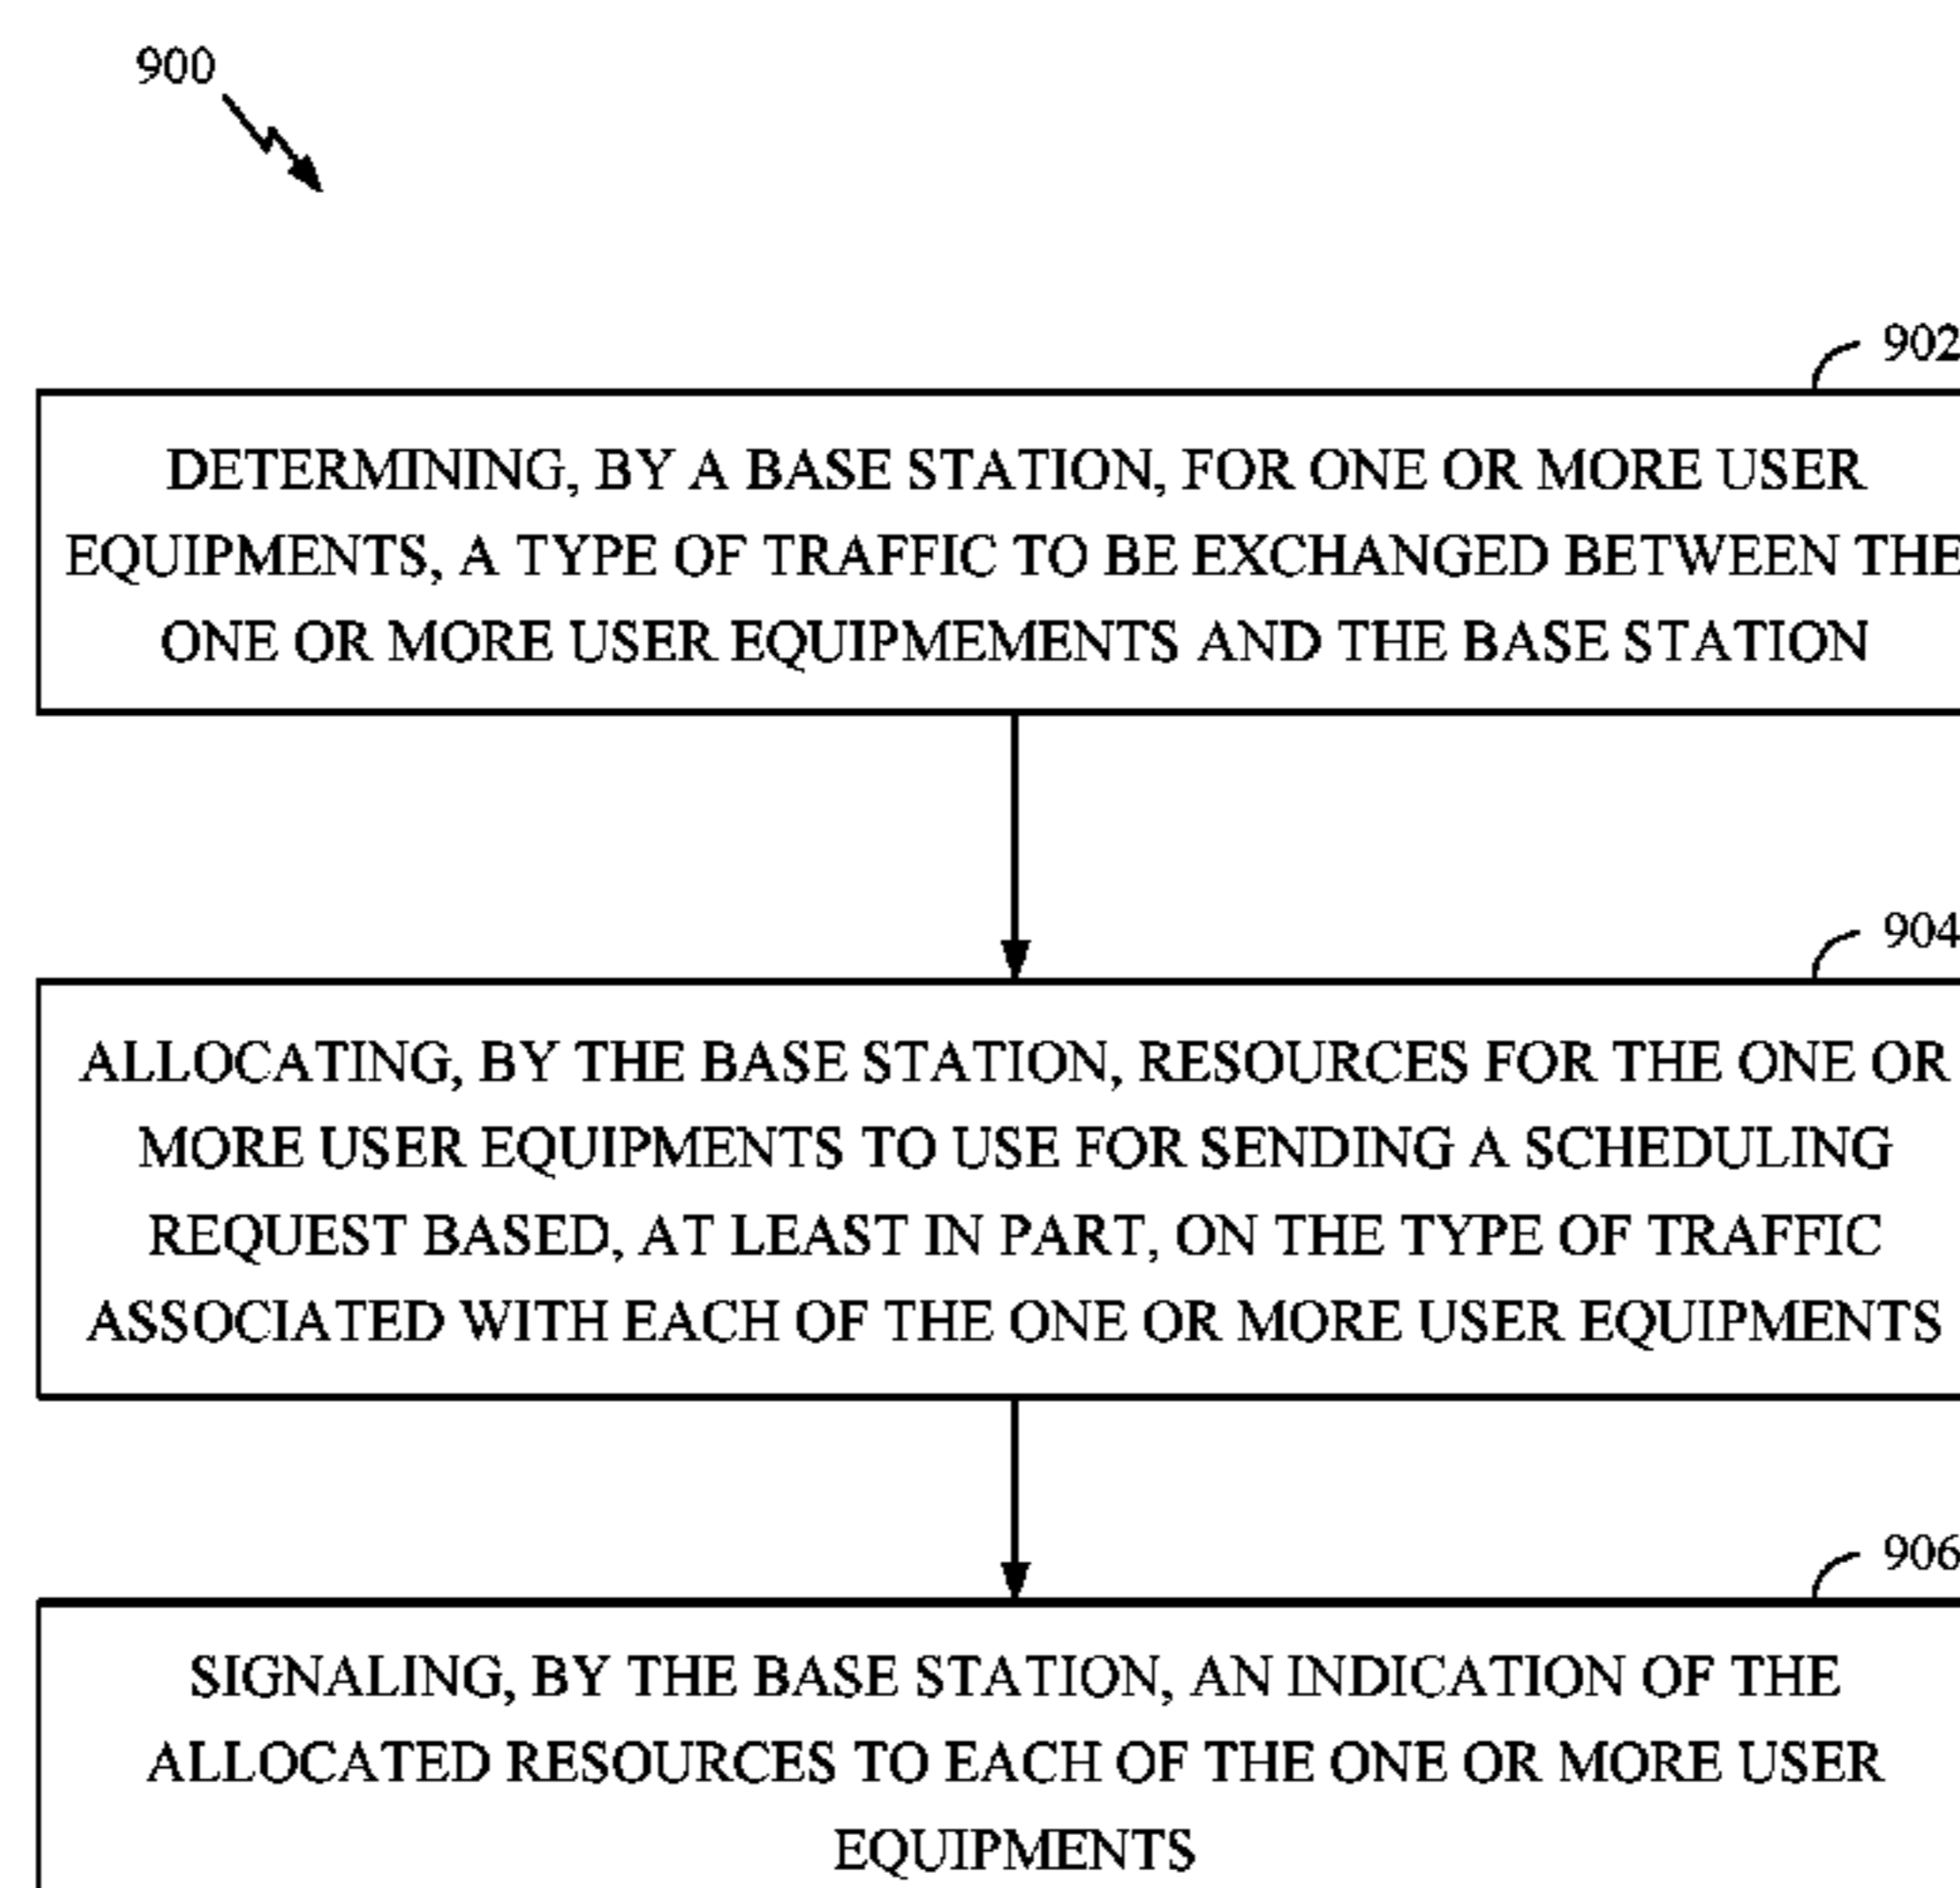 900
902
DETERMINING, BY A BASE STATION, FOR ONE OR MORE USER
EQUIPMENTS, A TYPE OF TRAFFIC TO BE EXCHANGED BETWEEN THE
ONE OR MORE USER EQUIPMEMENTS AND THE BASE STATION
904
ALLOCATING, BY THE BASE STATION, RESOURCES FOR THE ONE OR
MORE USER EQUIPMENTS TO USE FOR SENDING A SCHEDULING
REQUEST BASED, AT LEAST IN PART, ON THE TYPE OF TRAFFIC
ASSOCIATED WITH EACH OF THE ONE OR MORE USER EQUIPMENTS
906
SIGNALING, BY THE BASE STATION, AN INDICATION OF THE
ALLOCATED RESOURCES TO EACH OF THE ONE OR MORE USER
EQUIPMENTS